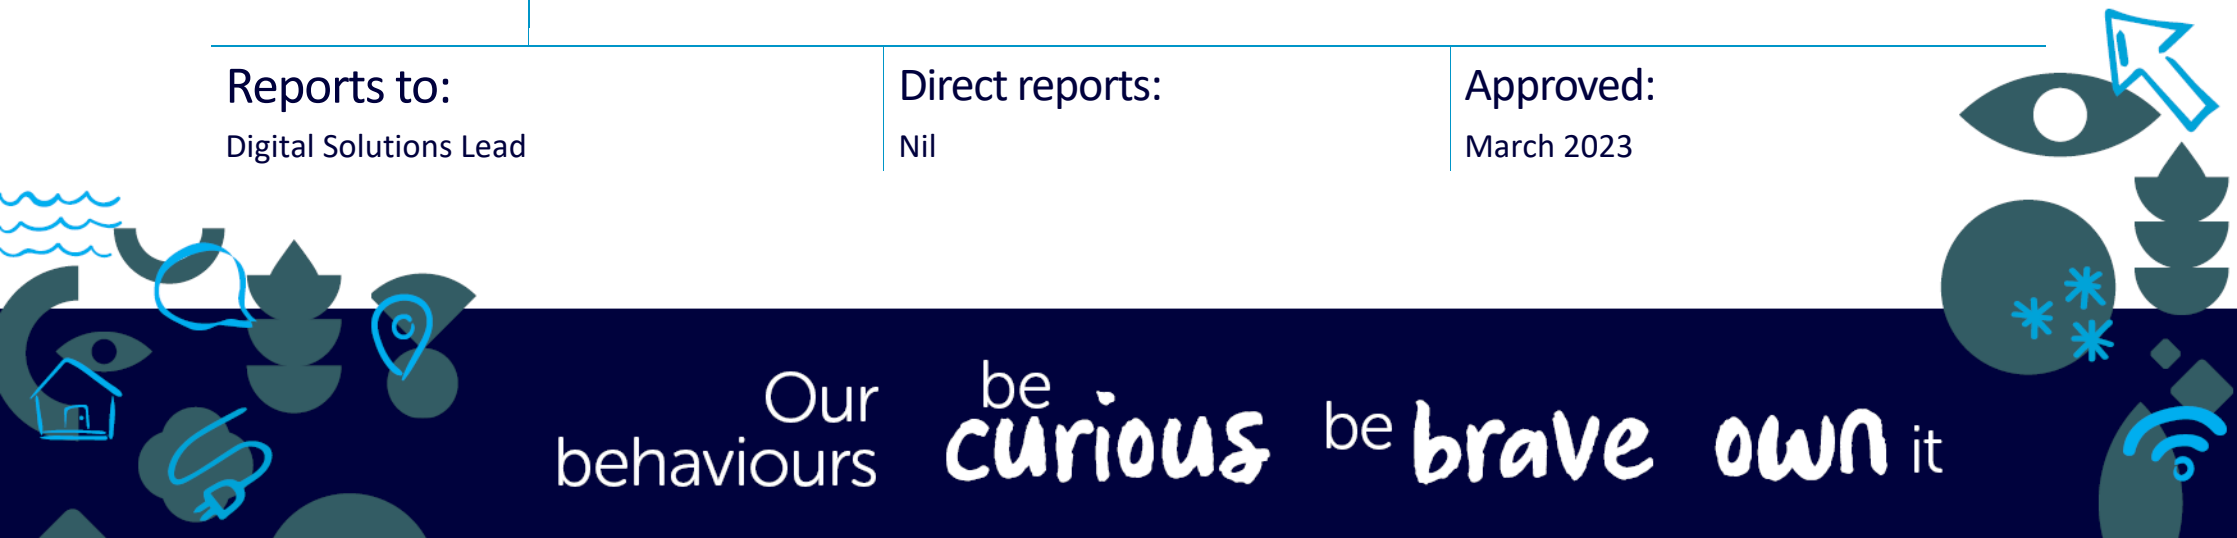 Reports to:
Digital Solutions Lead
Direct reports:
Nil
Approved:
March 2023
Our
behaviours
be
curious
be brave
own it